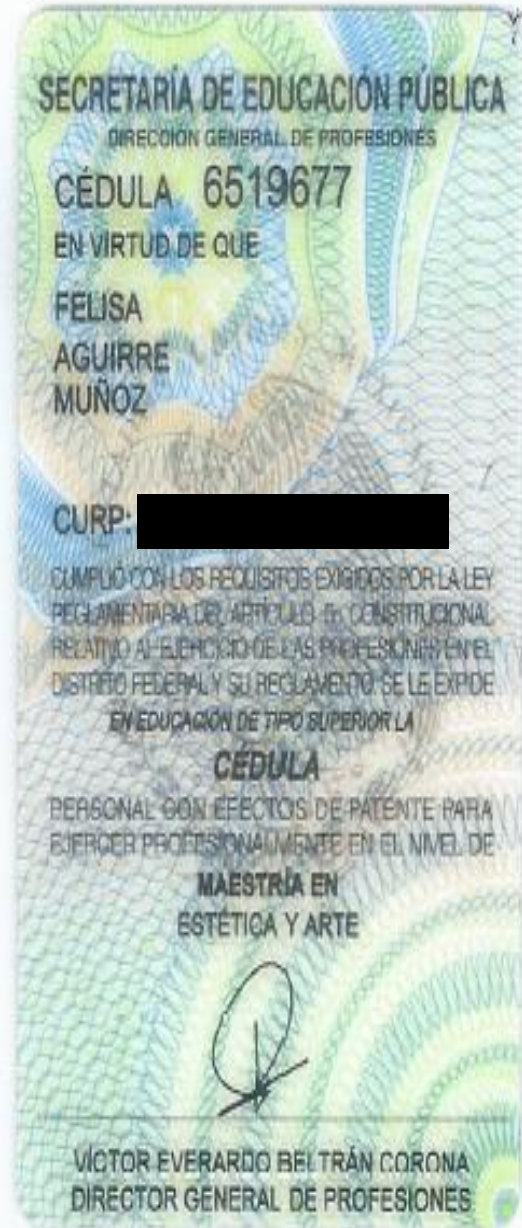 SECRETARÍA DE EDUCACIÓN PÚBLICA
DIRECCIÓN GENERAL DE PROFESIONES
CÉDULA 6519677
EN VIRTUD DE QUE
FELISA
AGUIRRE
MUÑOZ
CURP:
CUMPLIÓ CON LOS REQUISITOS EXIGIDOS POR LA LEY
REGLAMENTARIA DEL ARTÍCULO 5o. CONSTITUCIONAL
RELATIVO AL EJERCICIO DE LAS PROFESIONES EN EL
DISTRITO FEDERAL Y SU REGLAMENTO SE LE EXPIDE
EN EDUCACIÓN DE TIPO SUPERIOR LA
CÉDULA
PERSONAL CON EFECTOS DE PATENTE PARA
EJERCER PROFESIONALMENTE EN EL NIVEL DE
MAESTRÍA EN
ESTÉTICA Y ARTE
VÍCTOR EVERARDO BELTRÁN CORONA
DIRECTOR GENERAL DE PROFESIONES